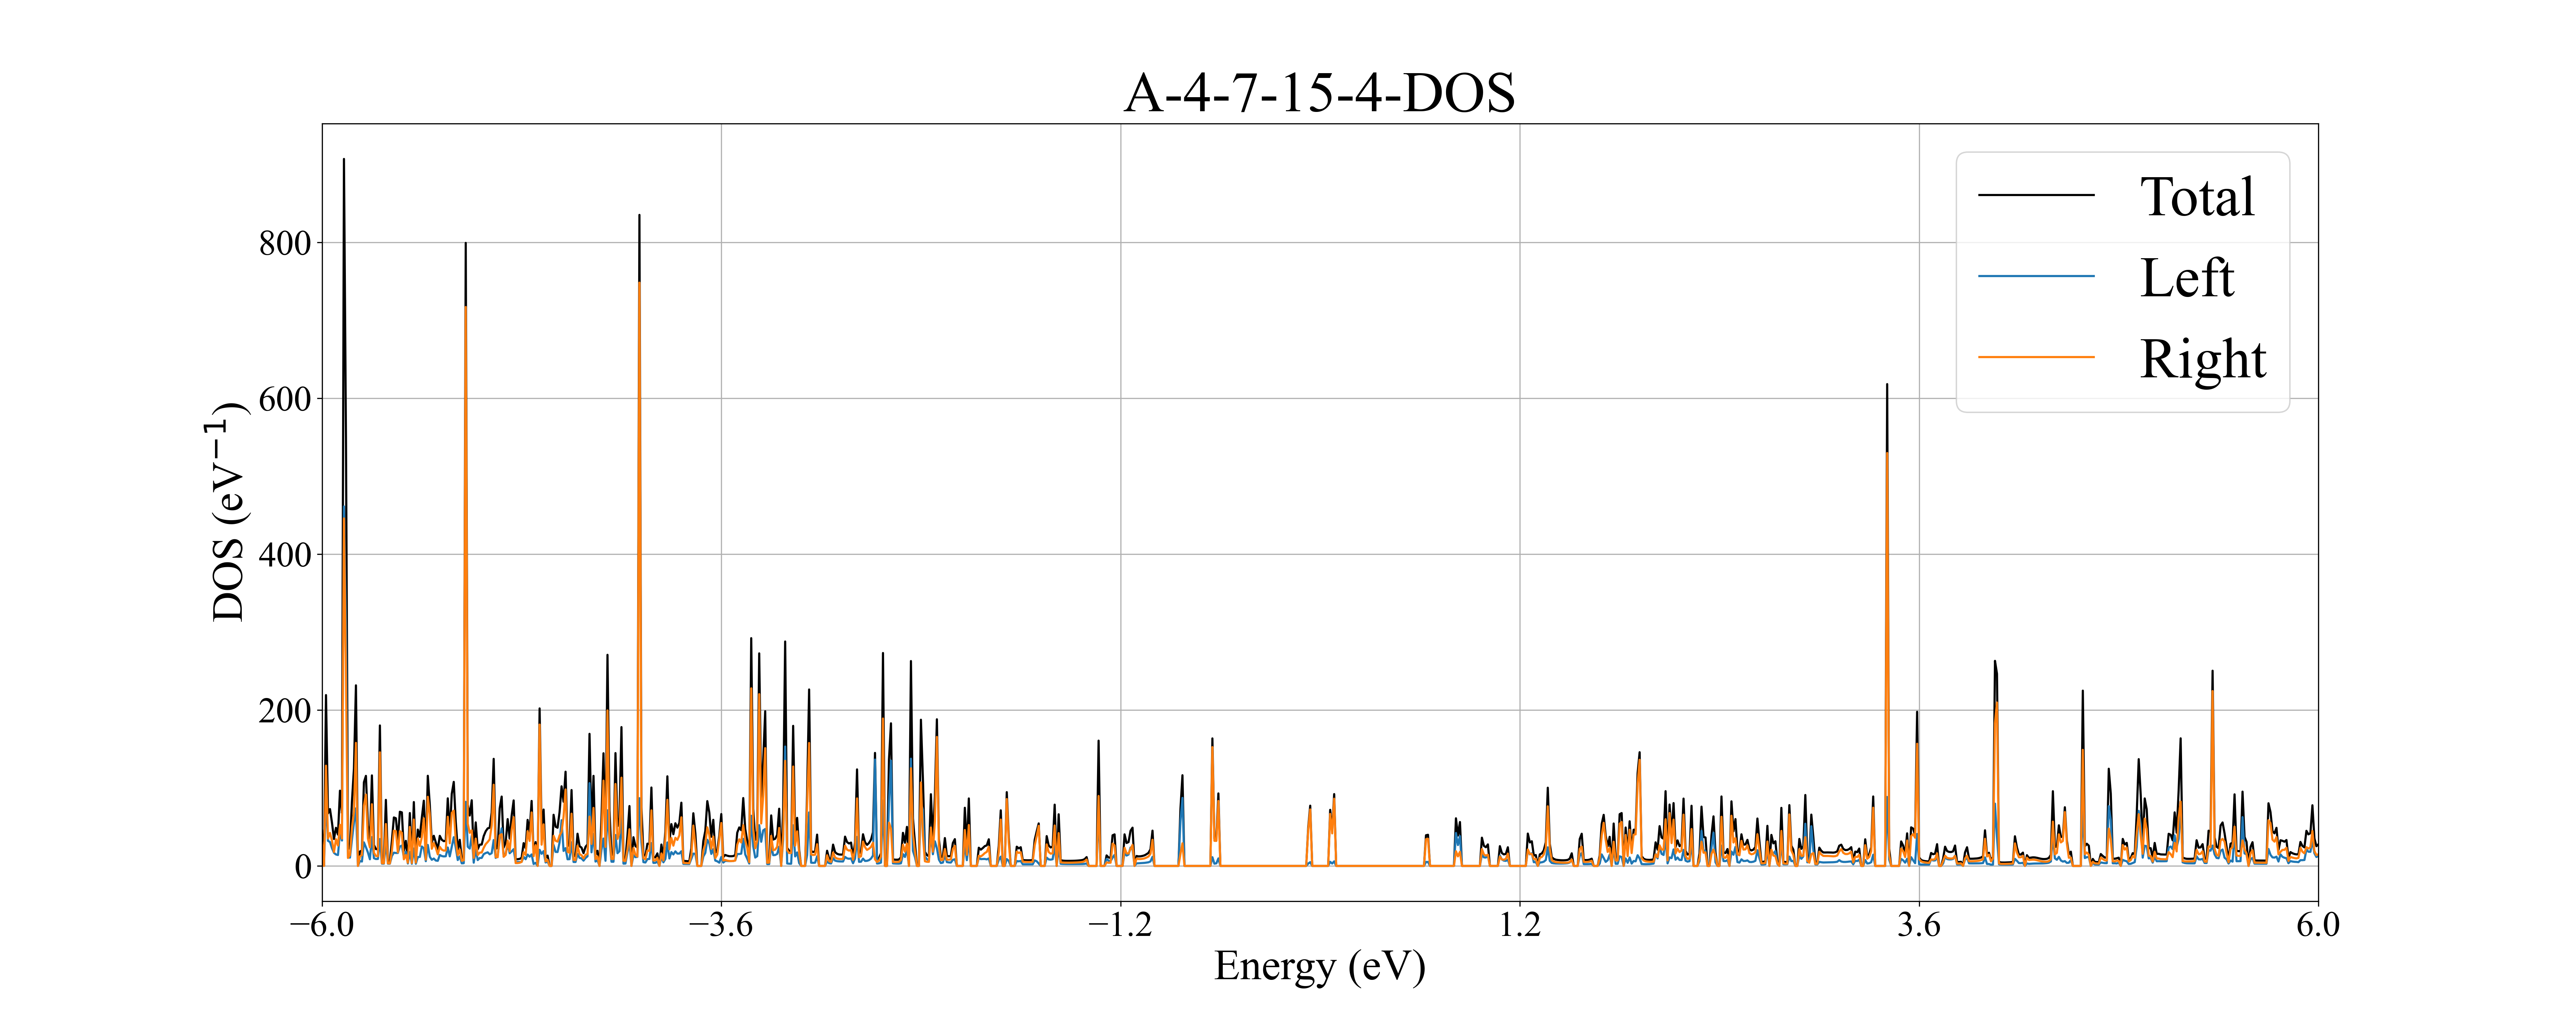 A-4-7-15-4-DOS
Total
Left
Right
DOS (eV⁻¹)
800
600
400
200
0
−6.0
−3.6
−1.2
1.2
3.6
6.0
Energy (eV)